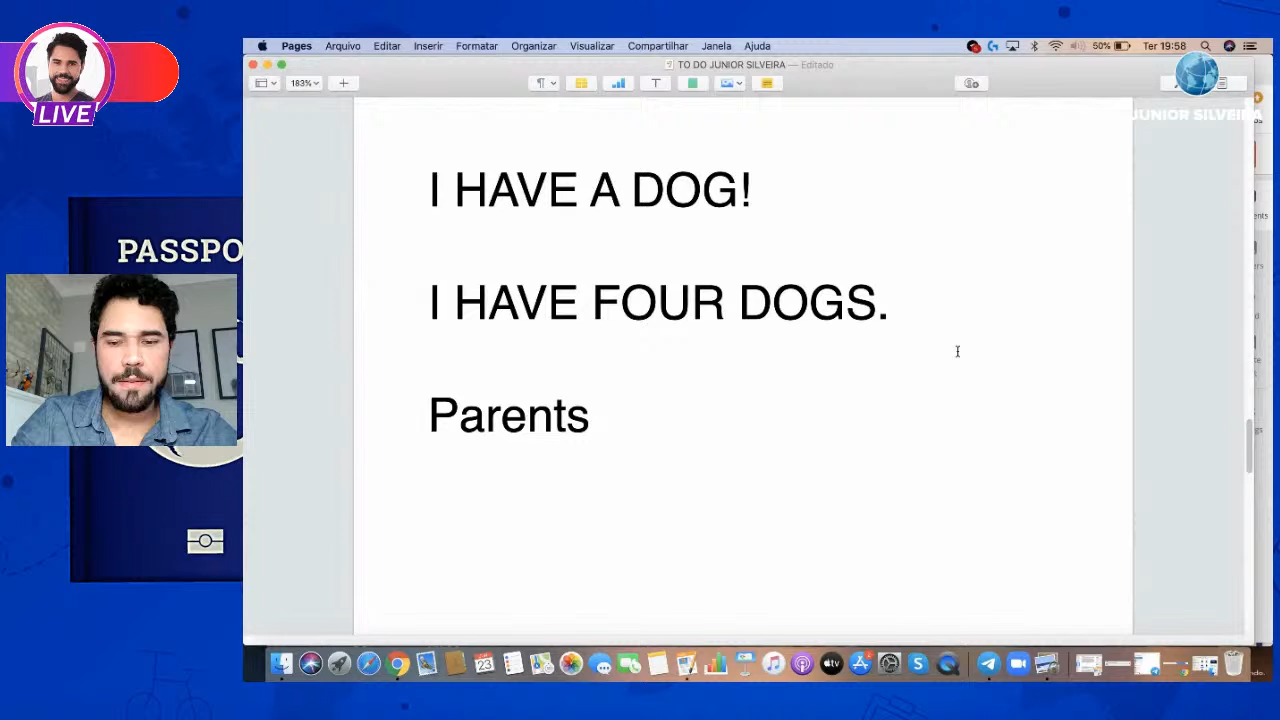 LIVE
Pages Arquivo Editar Inserir Formatar Organizar Visualizar Compartilhar Janela Ajuda 50% Ter 19:58
TO DO JUNIOR SILVEIRA — Editado
183%
JUNIOR SILVEIRA
I HAVE A DOG!
I HAVE FOUR DOGS.
Parents
PASSPO
23